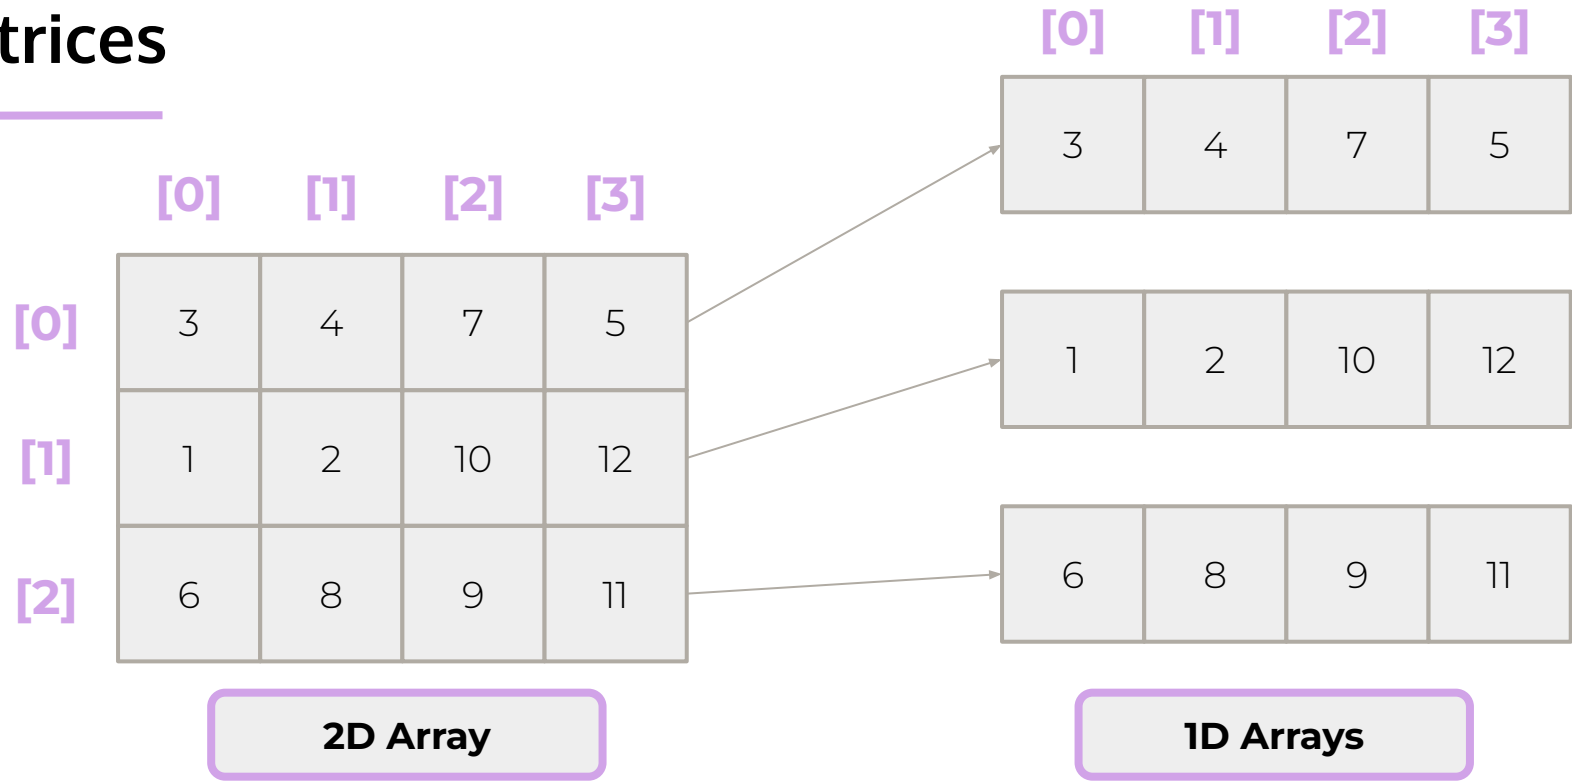 trices
[0] [1] [2] [3]
[0] 3 4 7 5
[1] 1 2 10 12
[2] 6 8 9 11
2D Array
[0] [1] [2] [3]
3 4 7 5
1 2 10 12
6 8 9 11
1D Arrays